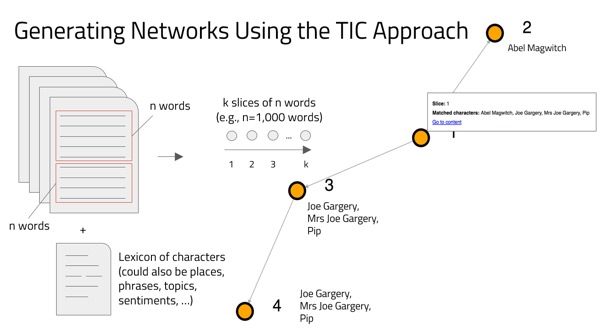 Generating Networks Using the TIC Approach
2
Abel Magwitch
n words
k slices of n words
(e.g., n=1,000 words)
...
1 2 3 k
Slice: 1
Matched characters: Abel Magwitch, Joe Gargery, Mrs Joe Gargery, Pip
Go to content
1
3
Joe Gargery,
Mrs Joe Gargery,
Pip
n words
+
Lexicon of characters
(could also be places,
phrases, topics,
sentiments, ...)
4
Joe Gargery,
Mrs Joe Gargery,
Pip